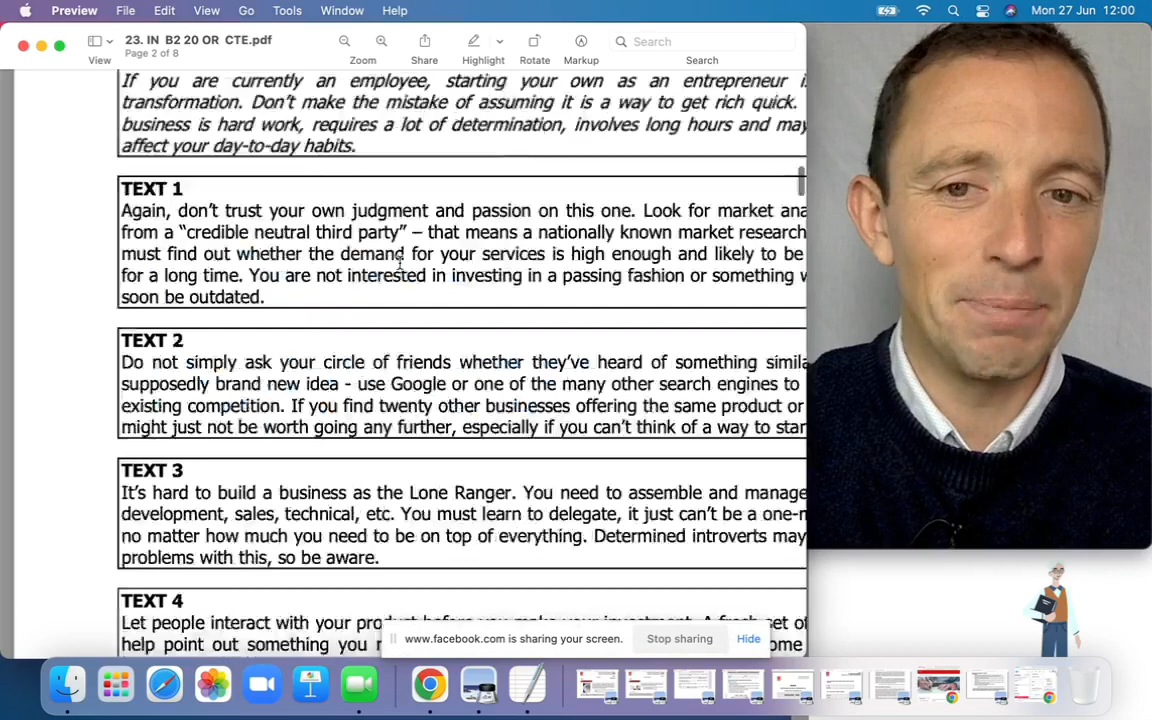 Preview File Edit View Go Tools Window Help Mon 27 Jun 12:00
23. IN B2 20 OR CTE.pdf
Page 2 of 8
Search
View Zoom Share Highlight Rotate Markup Search
If you are currently an employee, starting your own as an entrepreneur
transformation. Don't make the mistake of assuming it is a way to get rich quick.
business is hard work, requires a lot of determination, involves long hours and may
affect your day-to-day habits.
TEXT 1
Again, don't trust your own judgment and passion on this one. Look for market ana
from a "credible neutral third party" – that means a nationally known market research
must find out whether the demand for your services is high enough and likely to be
for a long time. You are not interested in investing in a passing fashion or something w
soon be outdated.
TEXT 2
Do not simply ask your circle of friends whether they've heard of something simila
supposedly brand new idea - use Google or one of the many other search engines to
existing competition. If you find twenty other businesses offering the same product or
might just not be worth going any further, especially if you can't think of a way to star
TEXT 3
It's hard to build a business as the Lone Ranger. You need to assemble and manage
development, sales, technical, etc. You must learn to delegate, it just can't be a one-
no matter how much you need to be on top of everything. Determined introverts may
problems with this, so be aware.
TEXT 4
Let people interact with your product before you make your investment. A fresh set of
help point out something you
www.facebook.com is sharing your screen. Stop sharing Hide